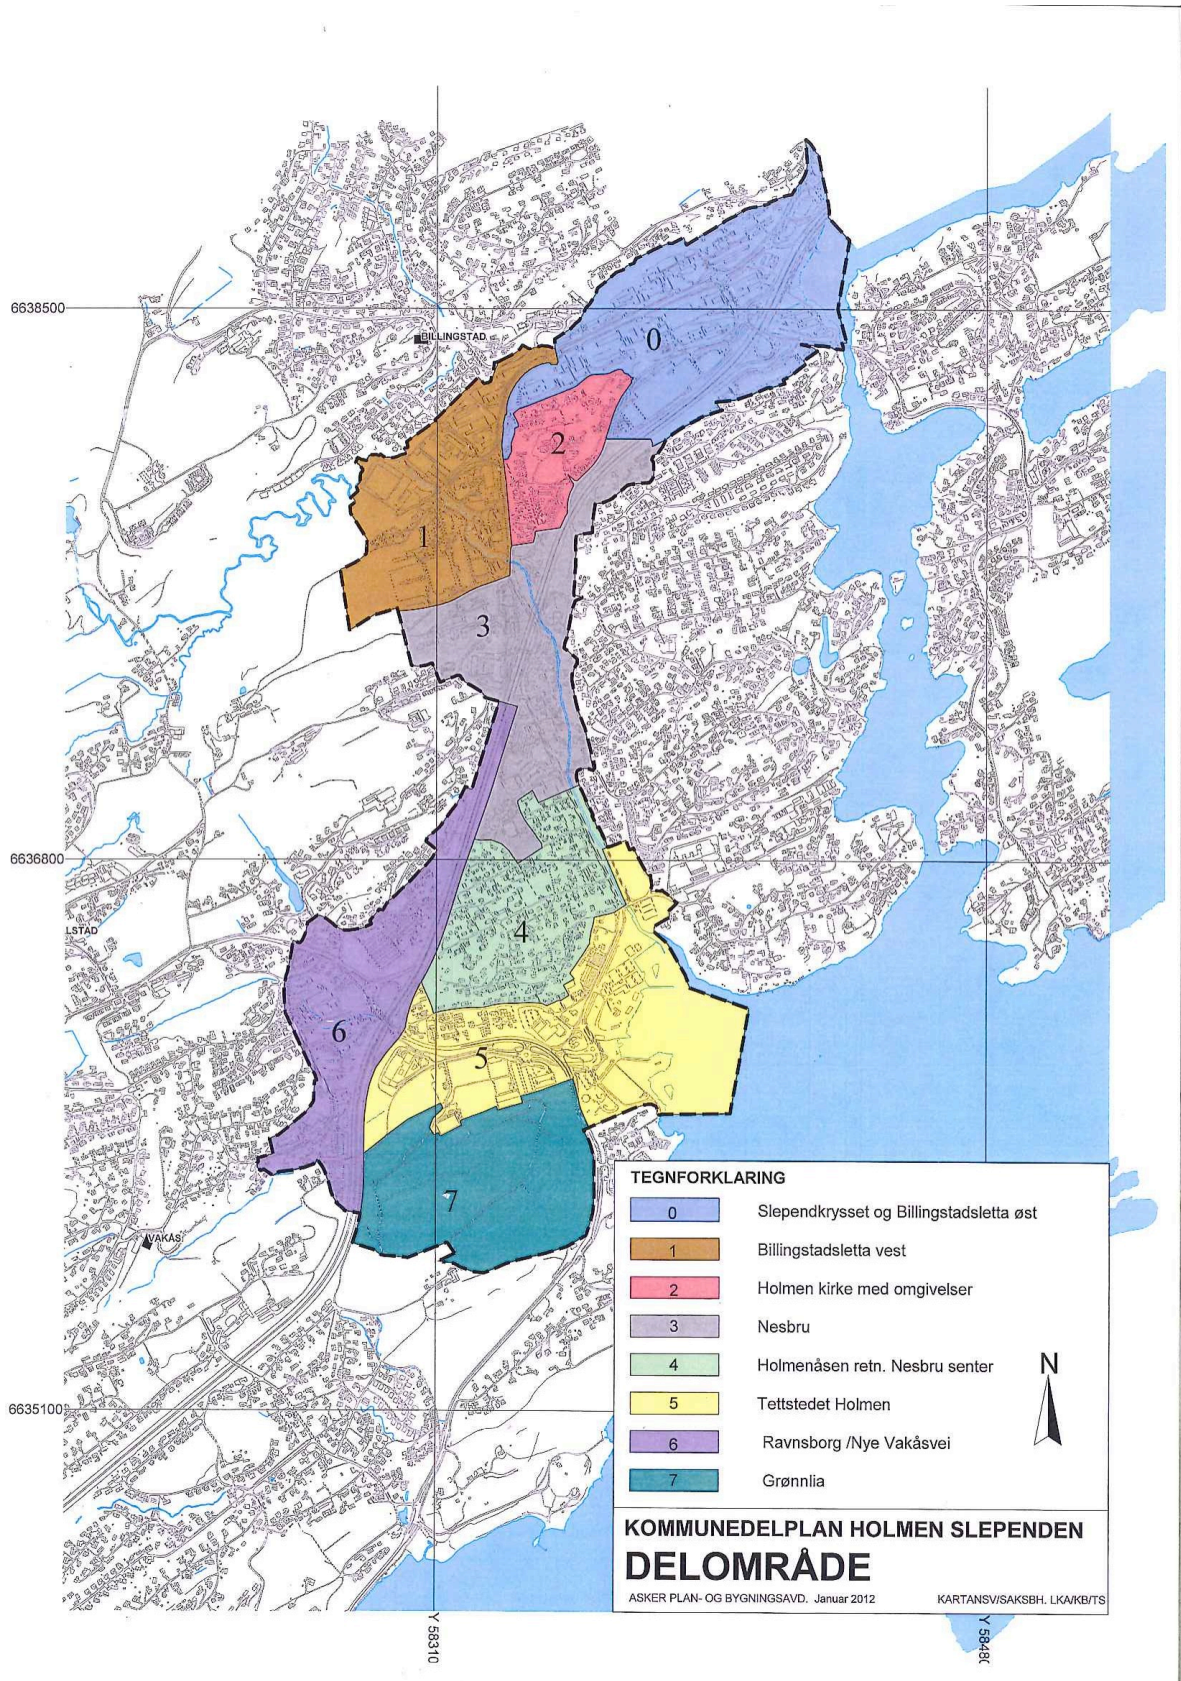 6638500
BILLINGSTAD
0
2
1
3
6636800
LSTAD
4
6
5
7
VAKÅS
6635100
TEGNFORKLARING
0 Slependkrysset og Billingstadsletta øst
1 Billingstadsletta vest
2 Holmen kirke med omgivelser
3 Nesbru
4 Holmenåsen retn. Nesbru senter
5 Tettstedet Holmen
6 Ravnsborg /Nye Vakåsvei
7 Grønnlia
N
KOMMUNEDELPLAN HOLMEN SLEPENDEN
DELOMRÅDE
ASKER PLAN- OG BYGNINGSAVD. Januar 2012 KARTANSV/SAKSBH. LKA/KB/TS
Y 58310